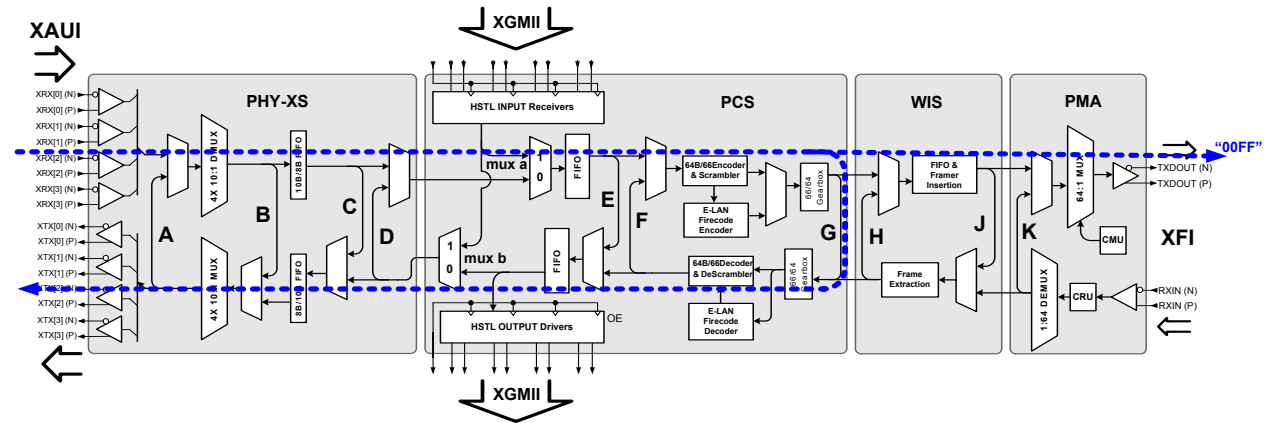 XAUI
XGMII
PHY-XS
PCS
WIS
PMA
XRX[0] (N)
XRX[0] (P)
XRX[1] (N)
XRX[1] (P)
XRX[2] (N)
XRX[2] (P)
XRX[3] (N)
XRX[3] (P)
HSTL INPUT Receivers
4X 10:1 DMUX
10B/8B FIFO
mux a
1
0
FIFO
64B/66Encoder
& Scrambler
E-LAN
Firecode
Encoder
66/64
Gearbox
FIFO &
Framer
Insertion
64:1 MUX
CMU
"00FF"
TXDOUT (N)
TXDOUT (P)
A
B
C
D
E
F
G
H
J
K
XFI
XTX[0] (N)
XTX[0] (P)
XTX[1] (N)
XTX[1] (P)
XTX[2] (N)
XTX[2] (P)
XTX[3] (N)
XTX[3] (P)
4X 10:1 MUX
8B/10B FIFO
1
0
mux b
FIFO
64B/66Decoder
& DeScrambler
E-LAN
Firecode
Decoder
66/64
Gearbox
Frame
Extraction
1:64 DEMUX
CRU
RXIN (N)
RXIN (P)
OE
HSTL OUTPUT Drivers
XGMII